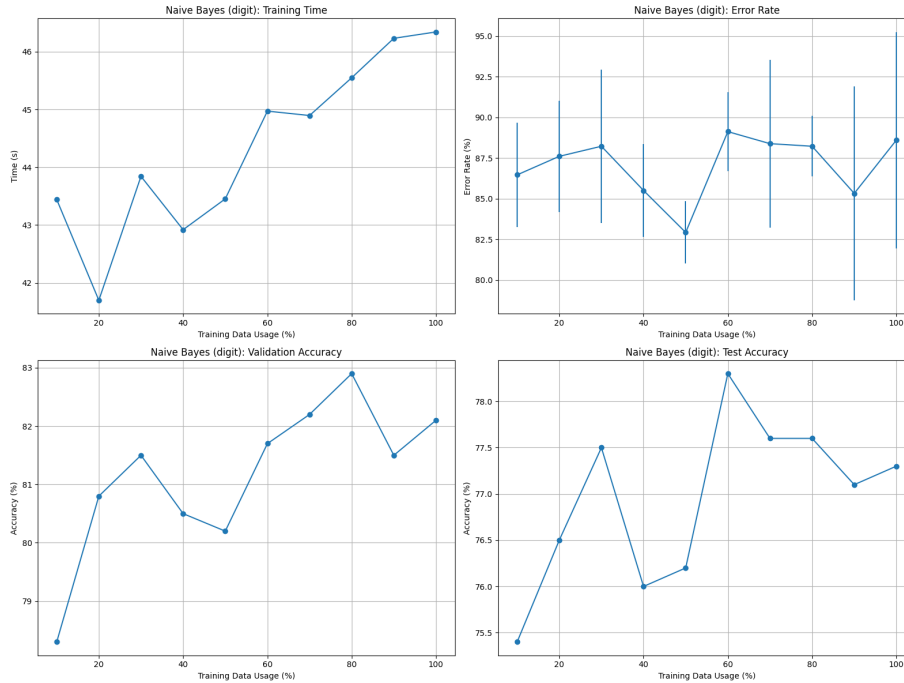 Naive Bayes (digit): Training Time
Time (s)
46
45
44
43
42
20 40 60 80 100
Training Data Usage (%)
Naive Bayes (digit): Error Rate
Error Rate (%)
95.0
92.5
90.0
87.5
85.0
82.5
80.0
20 40 60 80 100
Training Data Usage (%)
Naive Bayes (digit): Validation Accuracy
Accuracy (%)
83
82
81
80
79
20 40 60 80 100
Training Data Usage (%)
Naive Bayes (digit): Test Accuracy
Accuracy (%)
78.0
77.5
77.0
76.5
76.0
75.5
20 40 60 80 100
Training Data Usage (%)